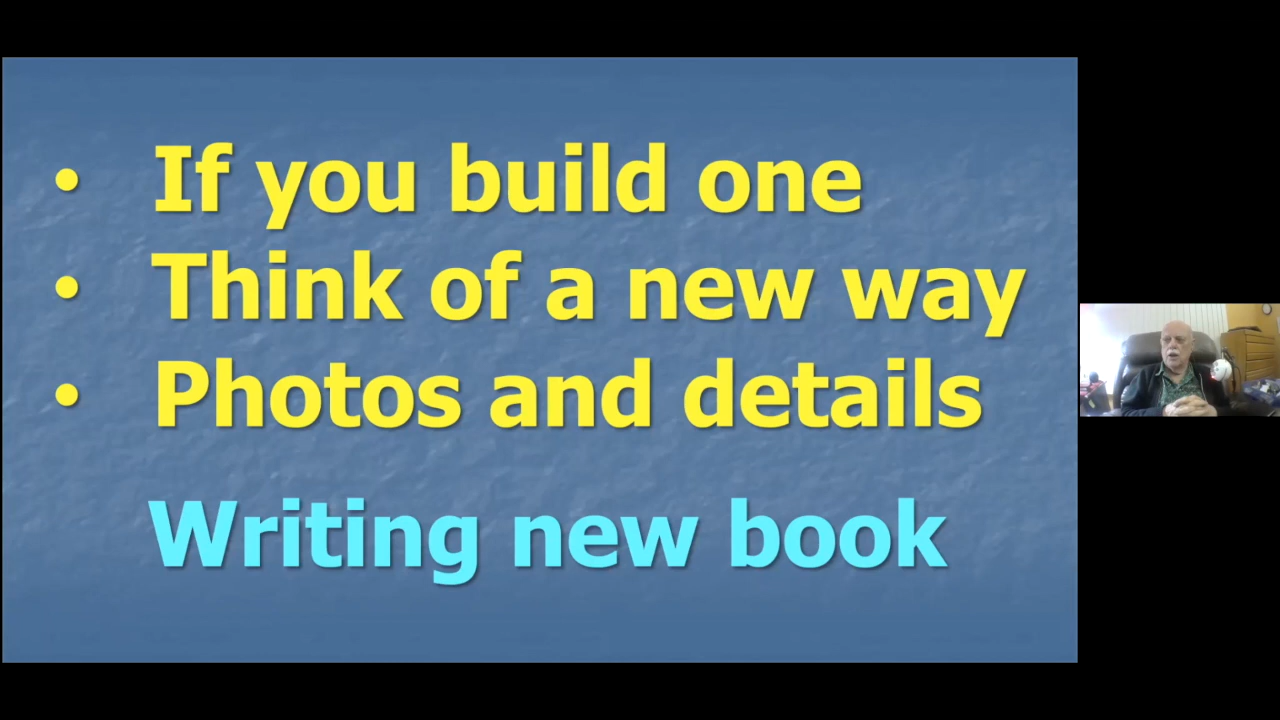 • If you build one
• Think of a new way
• Photos and details
Writing new book